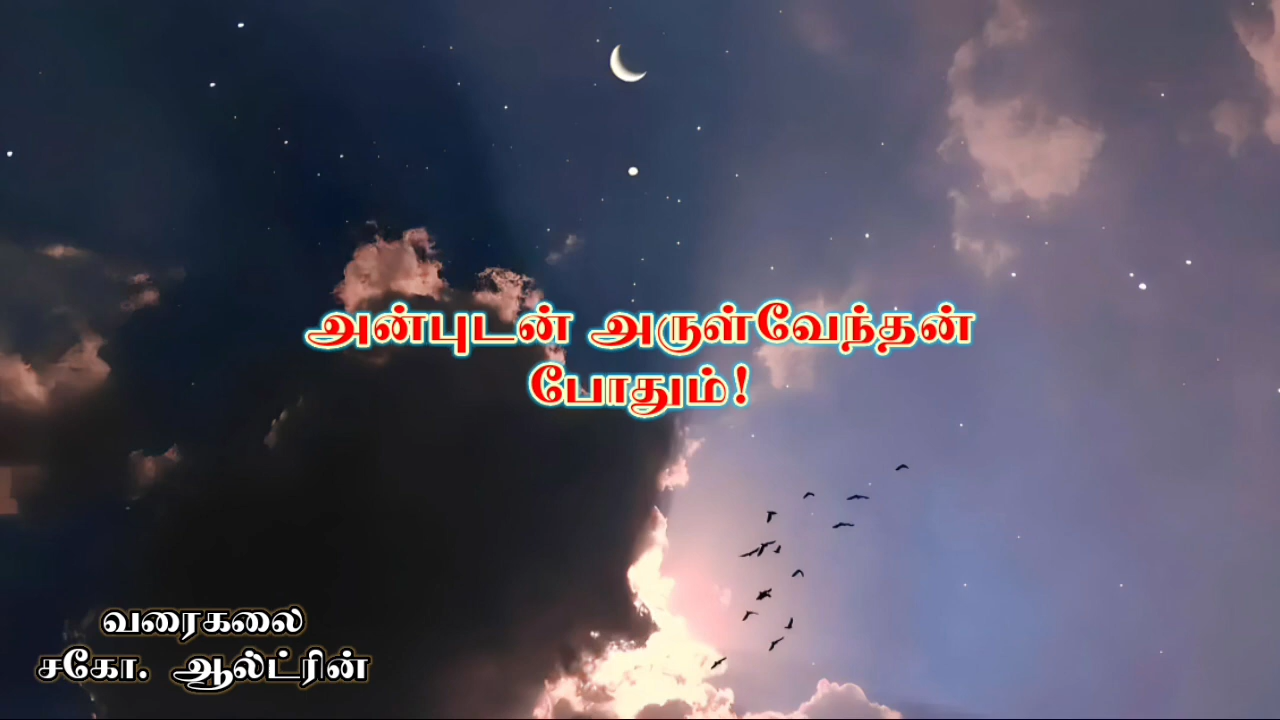 அன்புடன் அருள்வேந்தன்
போதும்!
வரைகலை
சகோ. ஆல்ட்ரின்